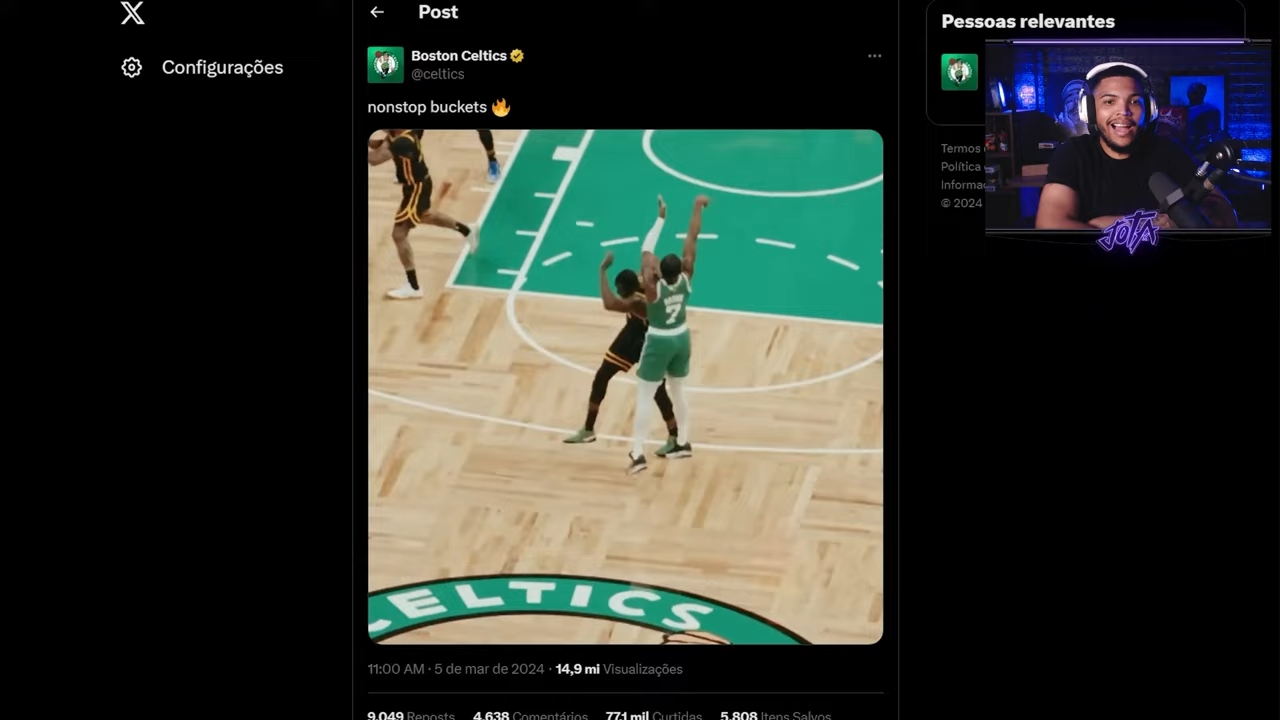 Configurações
Post
Boston Celtics
@celtics
nonstop buckets 🔥
7
CELTICS
11:00 AM · 5 de mar de 2024 · 14,9 mi Visualizações
9.049 Reposts 4.638 Comentários 77,1 mil Curtidas 5.808 Itens Salvos
Pessoas relevantes
Termos
Política
Informa
© 2024
JOTA